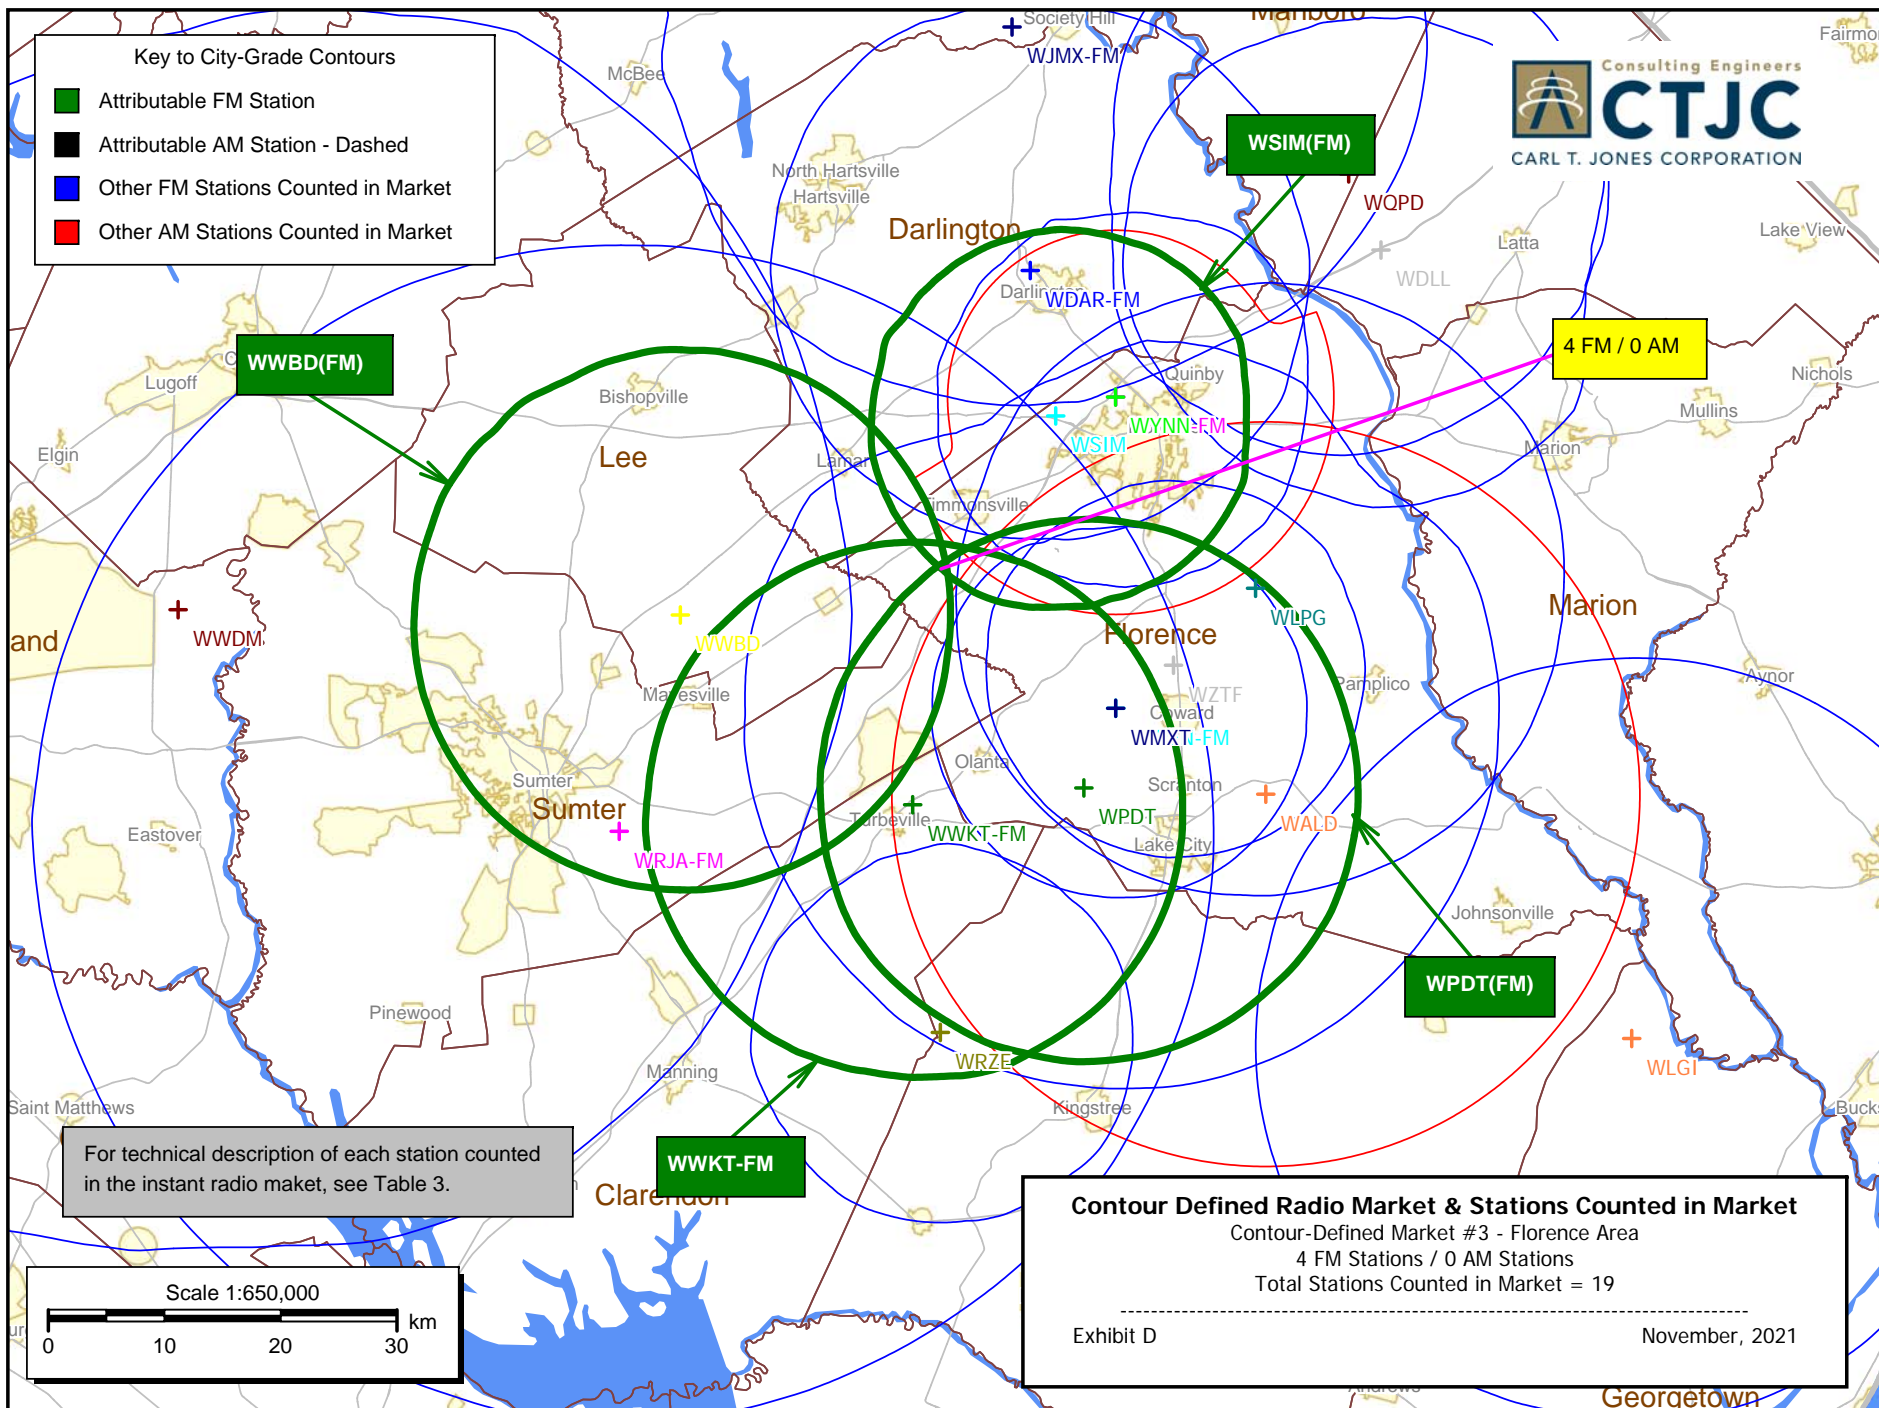 Key to City-Grade Contours
Attributable FM Station
Attributable AM Station - Dashed
Other FM Stations Counted in Market
Other AM Stations Counted in Market
Society Hill
Marlboro
WJMX-FM
McBee
Consulting Engineers
CTJC
CARL T. JONES CORPORATION
WSIM(FM)
North Hartsville
Hartsville
WQPD
Darlington
Latta
Lake View
WDLL
Darlington
WDAR-FM
WWBD(FM)
4 FM / 0 AM
Lugoff
Quinby
Nichols
Bishopville
Mullins
WYNN-FM
WSIM
Elgin
Lee
Lamar
Marion
Timmonsville
and
WWDM
WWBD
Florence
WLPG
Marion
Mayesville
WZTF
Coward
Pamplico
Aynor
WMXT
N-FM
Olanta
Sumter
Sumter
Scranton
Turbeville
WWKT-FM
WPDT
WALD
Eastover
WRJA-FM
Lake City
Johnsonville
WPDT(FM)
Pinewood
WRZE
Manning
WLGI
Saint Matthews
Kingstree
Bucks
For technical description of each station counted
in the instant radio maket, see Table 3.
WWKT-FM
Clarendon
Contour Defined Radio Market & Stations Counted in Market
Contour-Defined Market #3 - Florence Area
4 FM Stations / 0 AM Stations
Total Stations Counted in Market = 19
Exhibit D
November, 2021
Scale 1:650,000
km
0 10 20 30
Andrews
Georgetown